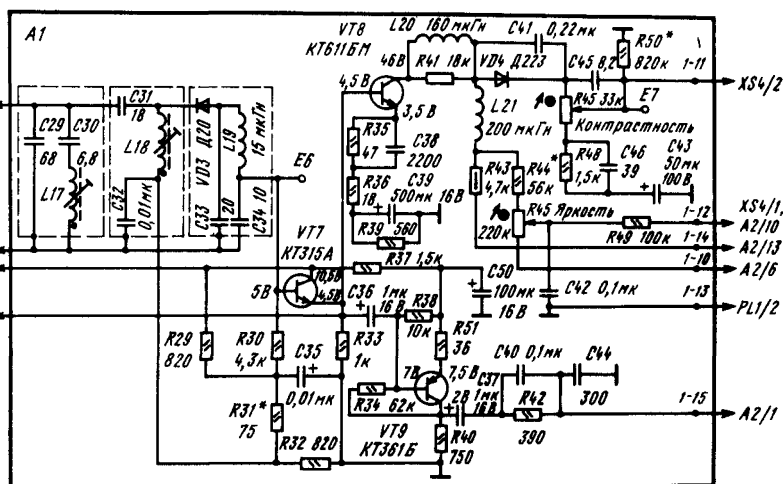 A1
VT8
КТ611БМ
L20 160 мкГн
C41 0,22мк
R50*
820к
1-11
XS4/2
46В
R41 18к
VD4 Д223
C45 8,2
4,5В
3,5В
R45 33к
E7
Контрастность
L21
200 мкГн
C31
18
C29
68
C30
6,8
L17
L18
C32
0,01мк
VD3 Д20
L19
15 мкГн
C33
20
C34 10
E6
R35
47
C38
2200
R36
18
C39
500мк
16В
R39 560
R43
4,7к
R44*
56к
R48
1,5к
C46
39
C43
50мк
100В
R45 Яркость
220к
R49 100к
XS4/1,
1-12
A2/10
1-14
A2/13
1-10
A2/6
VT7
КТ315А
R37 1,5к
10,5В
4,5В
5В
C36
1мк
16В
R38
10к
C50
100мк
16В
C42 0,1мк
1-13
PL1/2
R29
820
R30
4,3к
C35
0,01мк
R33
1к
R51
36
7В
7,5В
C37
1мк
16В
2В
C40 0,1мк
C44
300
R31*
75
R34 62к
R42
390
1-15
A2/1
R32 820
VT9
КТ361Б
R40
750